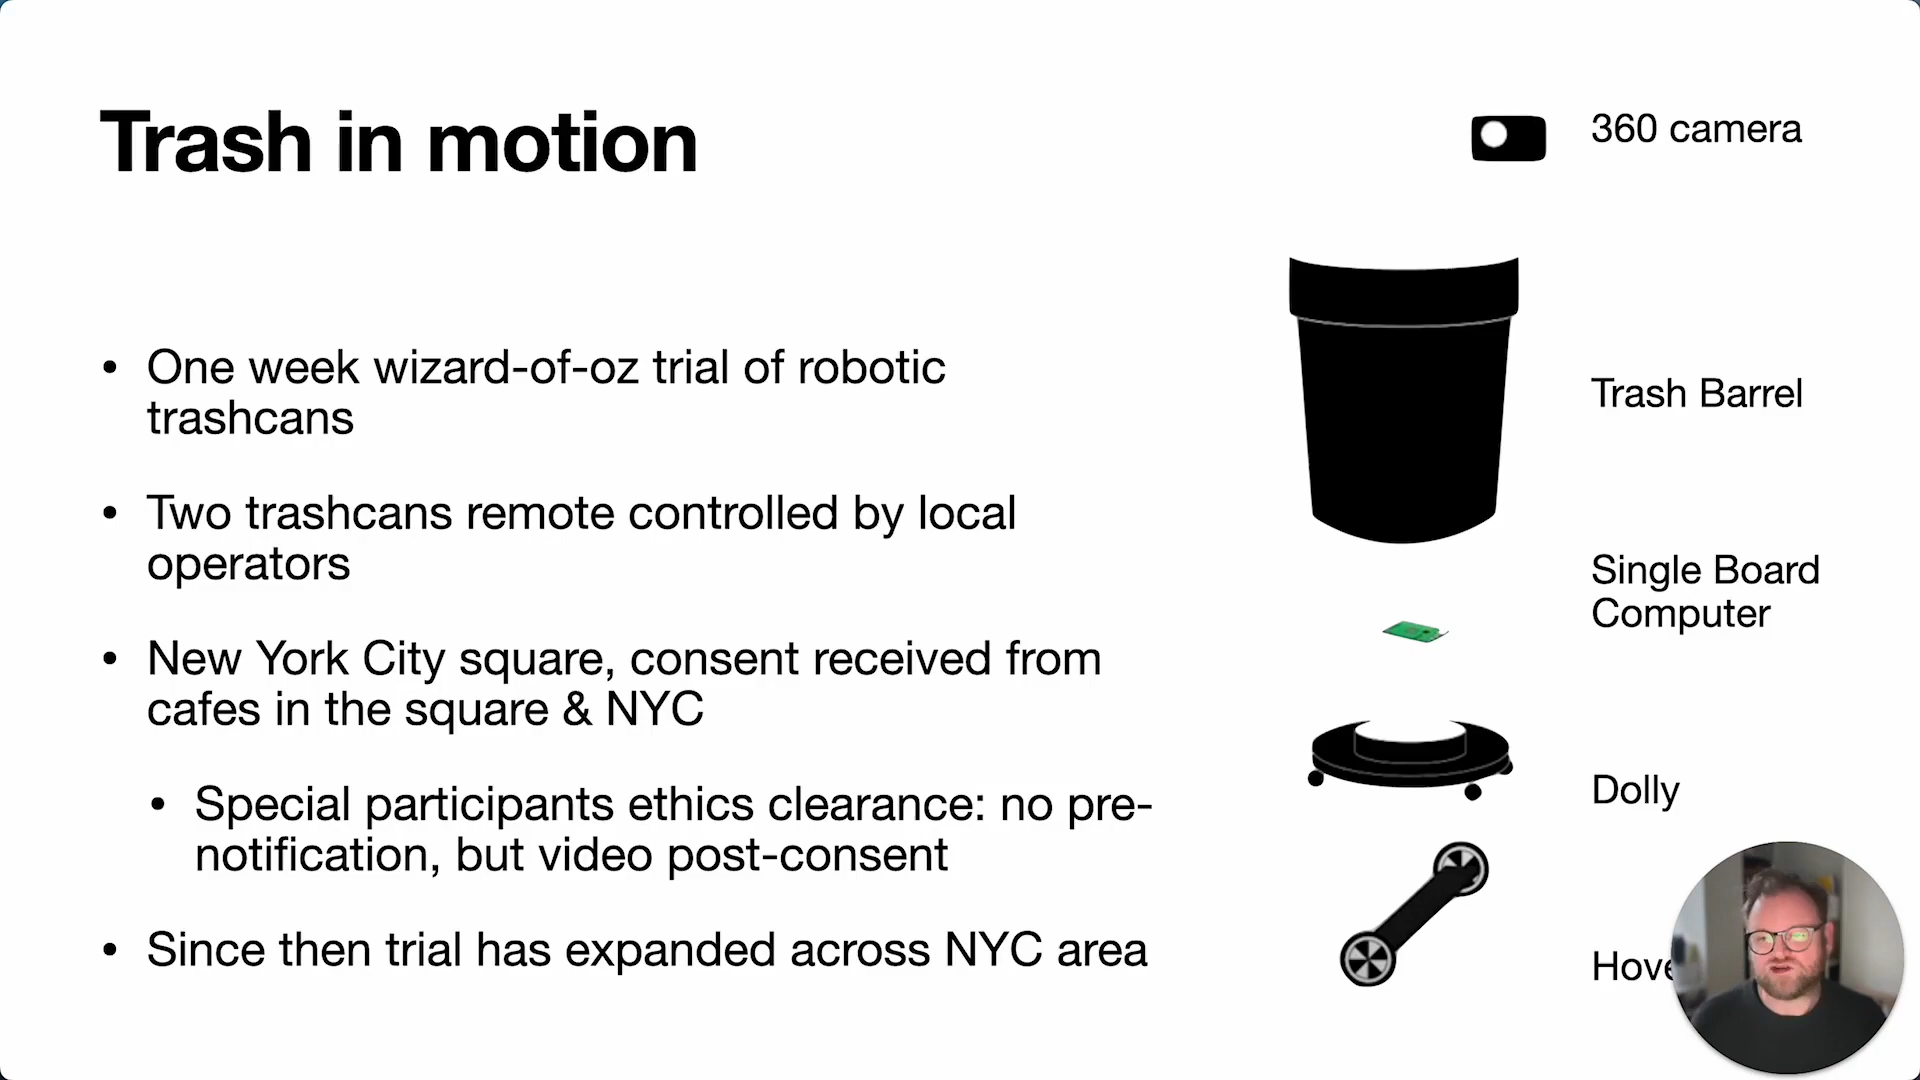 Trash in motion
• One week wizard-of-oz trial of robotic
trashcans
• Two trashcans remote controlled by local
operators
• New York City square, consent received from
cafes in the square & NYC
• Special participants ethics clearance: no pre-
notification, but video post-consent
• Since then trial has expanded across NYC area
360 camera
Trash Barrel
Single Board
Computer
Dolly